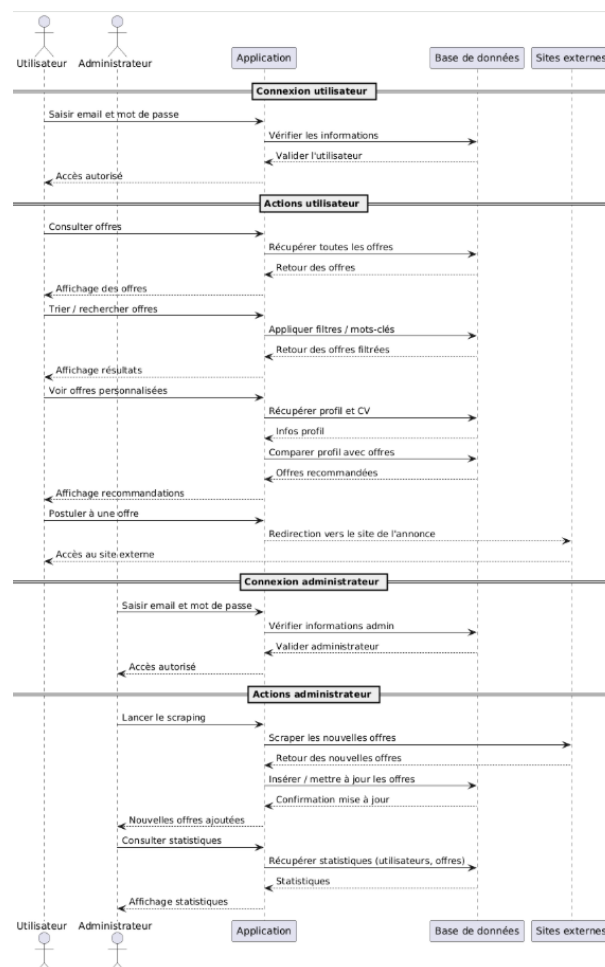 Utilisateur
Administrateur
Application
Base de données
Sites externes
Connexion utilisateur
Saisir email et mot de passe
Vérifier les informations
Valider l'utilisateur
Accès autorisé
Actions utilisateur
Consulter offres
Récupérer toutes les offres
Retour des offres
Affichage des offres
Trier / rechercher offres
Appliquer filtres / mots-clés
Retour des offres filtrées
Affichage résultats
Voir offres personnalisées
Récupérer profil et CV
Infos profil
Comparer profil avec offres
Offres recommandées
Affichage recommandations
Postuler à une offre
Redirection vers le site de l'annonce
Accès au site externe
Connexion administrateur
Saisir email et mot de passe
Vérifier informations admin
Valider administrateur
Accès autorisé
Actions administrateur
Lancer le scraping
Scraper les nouvelles offres
Retour des nouvelles offres
Insérer / mettre à jour les offres
Confirmation mise à jour
Nouvelles offres ajoutées
Consulter statistiques
Récupérer statistiques (utilisateurs, offres)
Statistiques
Affichage statistiques
Utilisateur
Administrateur
Application
Base de données
Sites externes